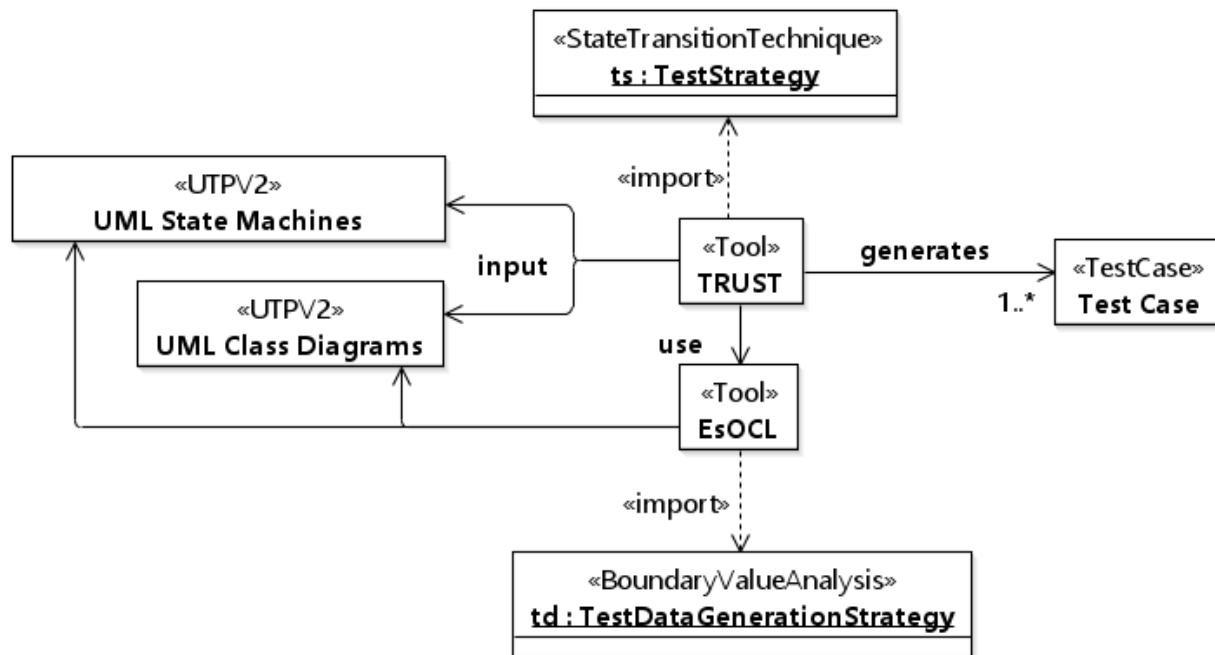 «StateTransitionTechnique»
ts : TestStrategy
«import»
«UTPV2»
UML State Machines
input
«UTPV2»
UML Class Diagrams
«Tool»
TRUST
generates
1..*
«TestCase»
Test Case
use
«Tool»
EsOCL
«import»
«BoundaryValueAnalysis»
td : TestDataGenerationStrategy